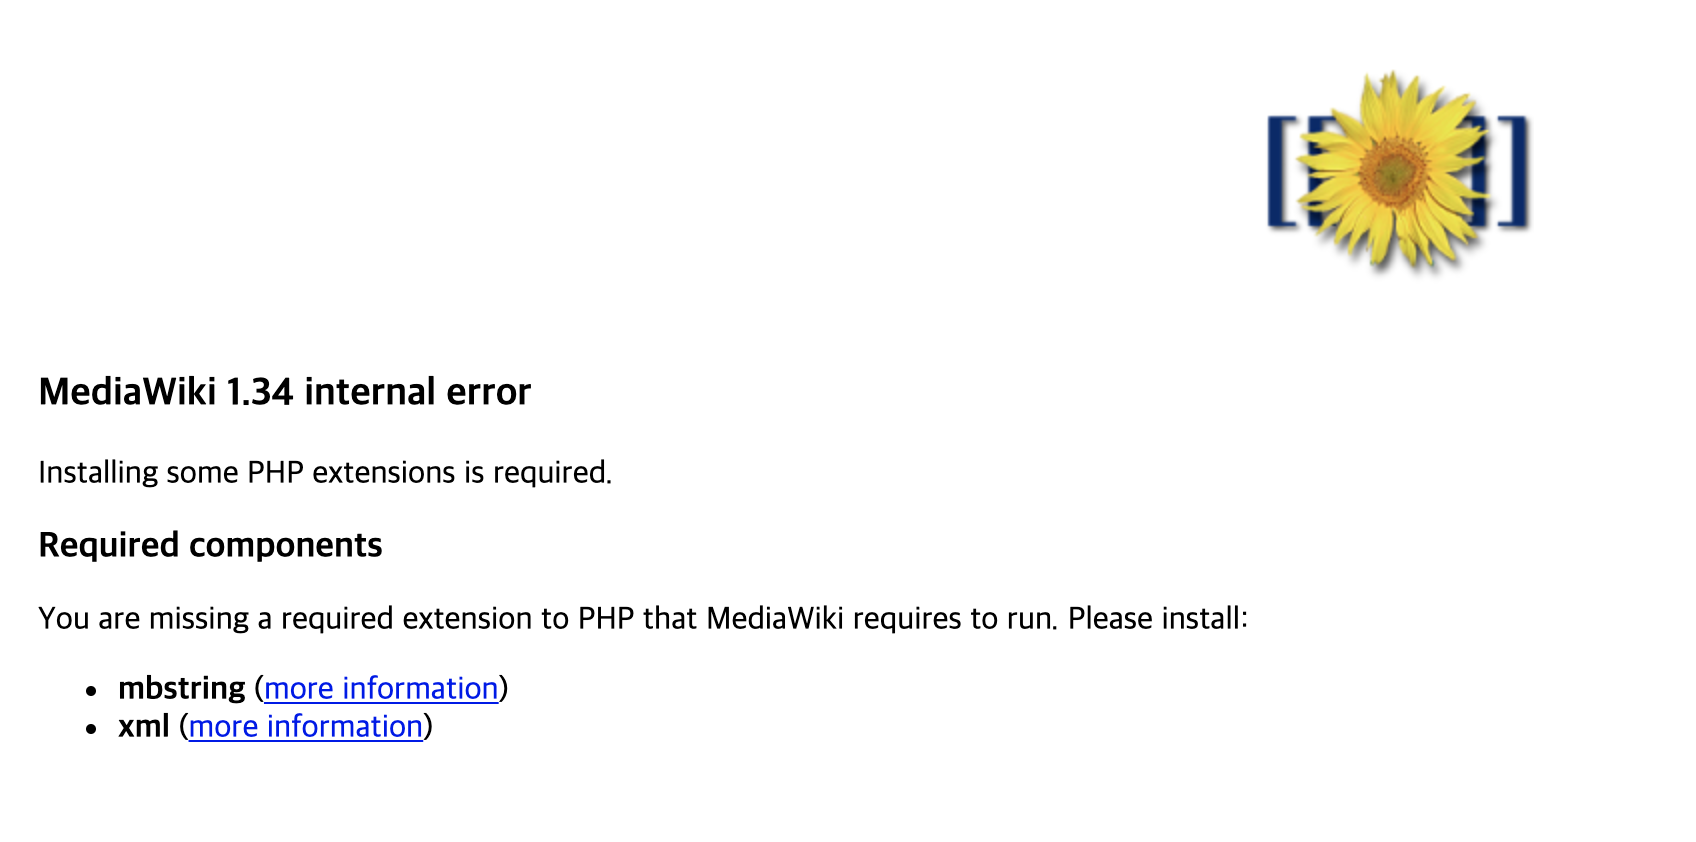 MediaWiki 1.34 internal error
Installing some PHP extensions is required.
Required components
You are missing a required extension to PHP that MediaWiki requires to run. Please install:
• mbstring (more information)
• xml (more information)